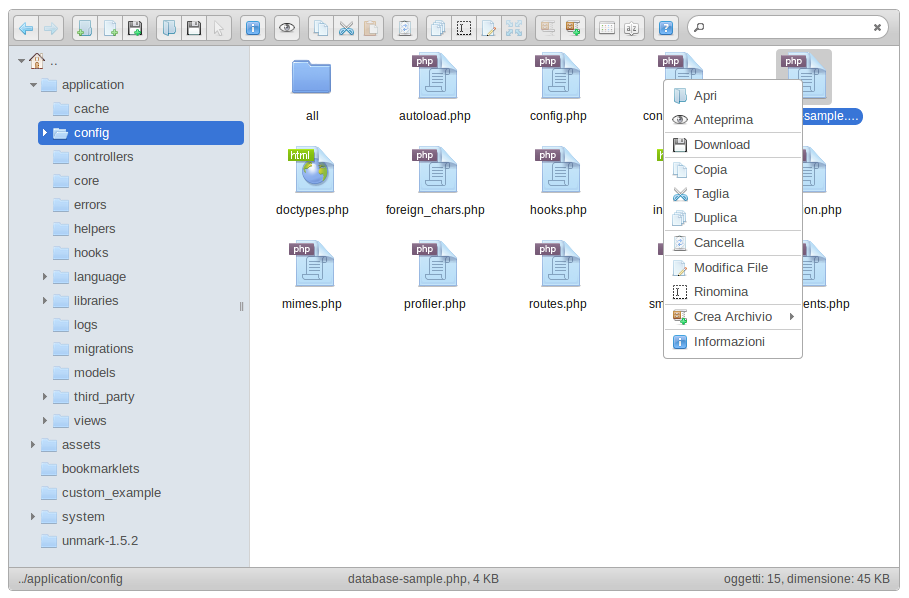 ..
application
cache
config
controllers
core
errors
helpers
hooks
language
libraries
logs
migrations
models
third_party
views
assets
bookmarklets
custom_example
system
unmark-1.5.2
php php php php
all autoload.php config.php con sample....
html php php h
doctypes.php foreign_chars.php hooks.php in on.php
php php php
mimes.php profiler.php routes.php sm ents.php
Apri
Anteprima
Download
Copia
Taglia
Duplica
Cancella
Modifica File
Rinomina
Crea Archivio
Informazioni
../application/config database-sample.php, 4 KB oggetti: 15, dimensione: 45 KB